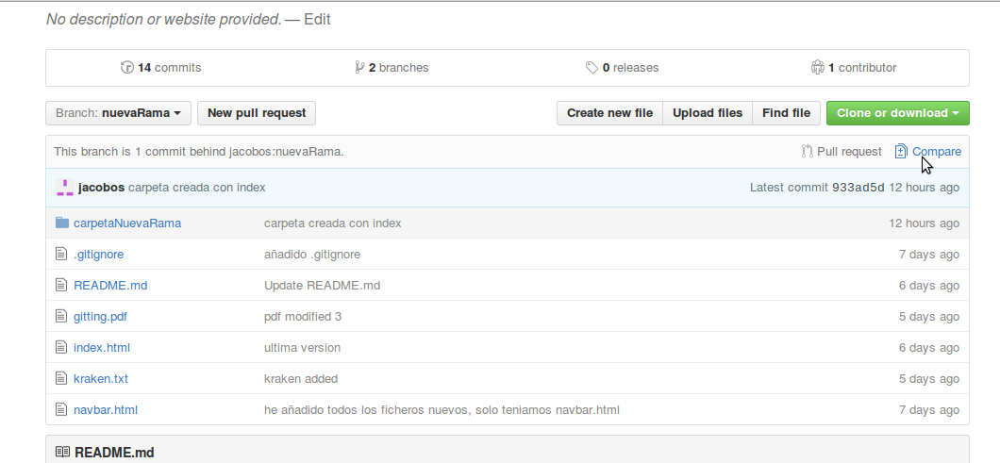 No description or website provided. — Edit
14 commits 2 branches 0 releases 1 contributor
Branch: nuevaRama New pull request Create new file Upload files Find file Clone or download
This branch is 1 commit behind jacobos:nuevaRama. Pull request Compare
jacobos carpeta creada con index Latest commit 933ad5d 12 hours ago
carpetaNuevaRama carpeta creada con index 12 hours ago
.gitignore añadido .gitignore 7 days ago
README.md Update README.md 6 days ago
gitting.pdf pdf modified 3 5 days ago
index.html ultima version 6 days ago
kraken.txt kraken added 5 days ago
navbar.html he añadido todos los ficheros nuevos, solo teniamos navbar.html 7 days ago
README.md